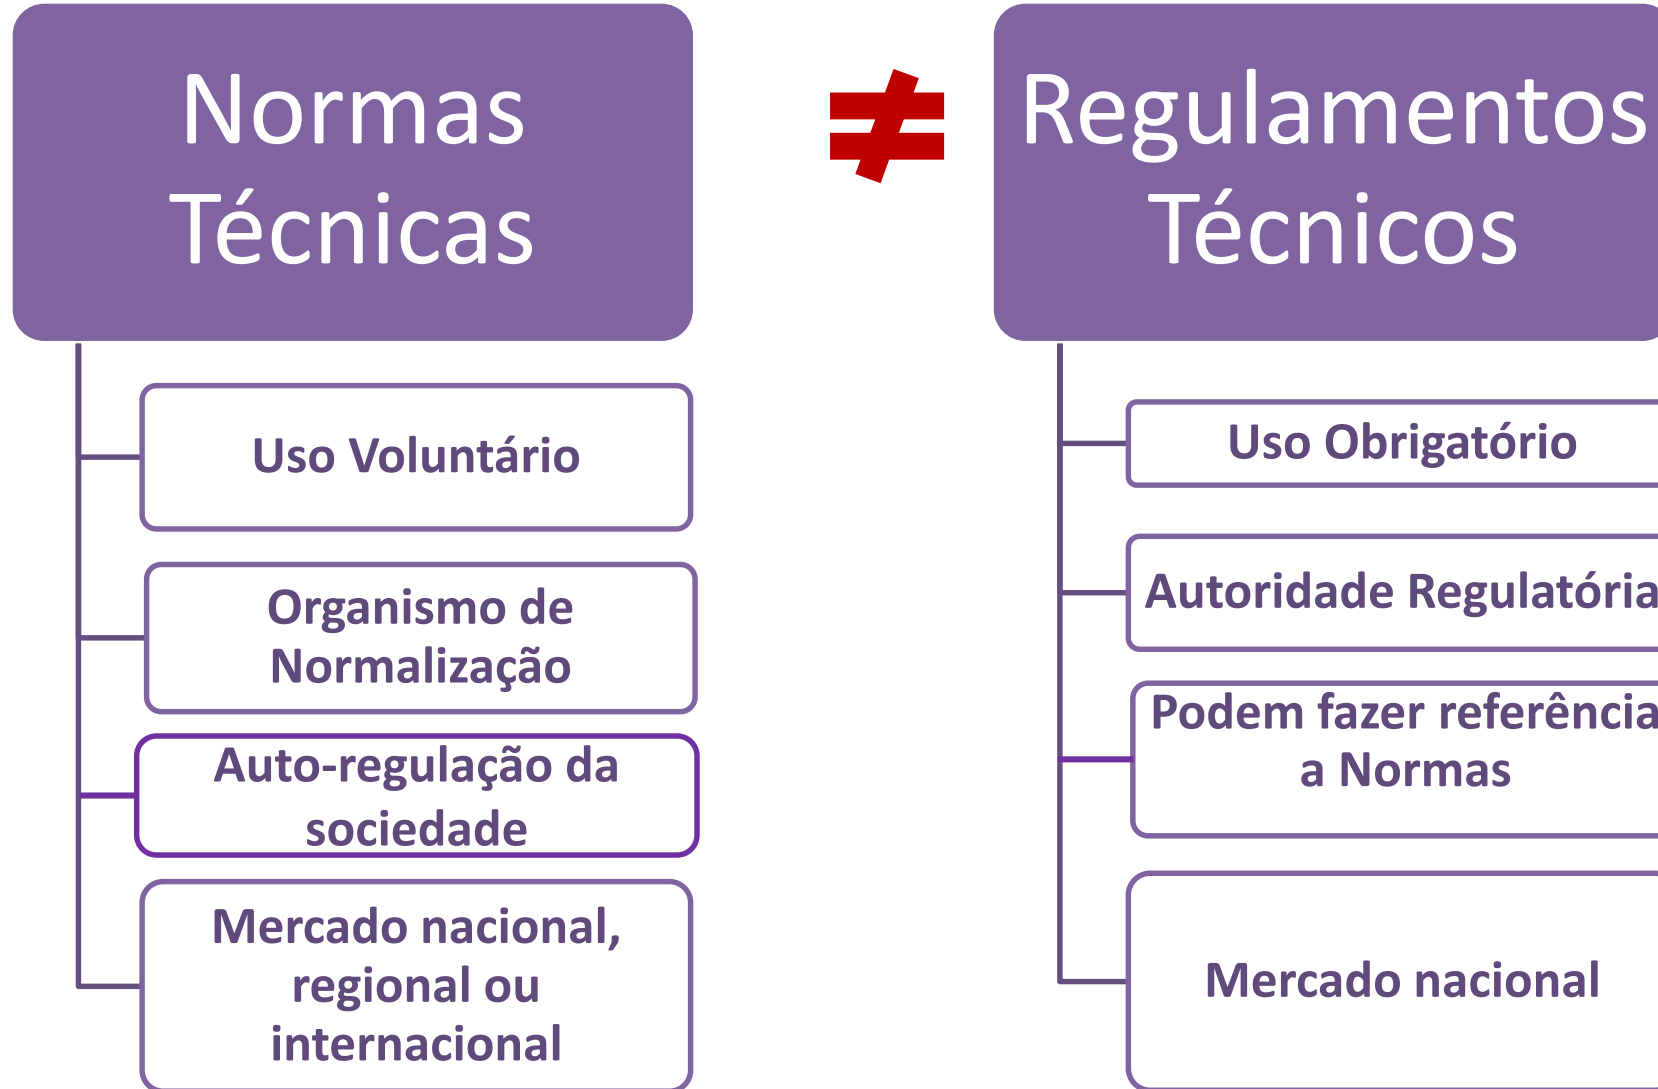 Normas
Técnicas
≠
Regulamentos
Técnicos
Uso Voluntário
Organismo de
Normalização
Auto-regulação da
sociedade
Mercado nacional,
regional ou
internacional
Uso Obrigatório
Autoridade Regulatória
Podem fazer referência
a Normas
Mercado nacional